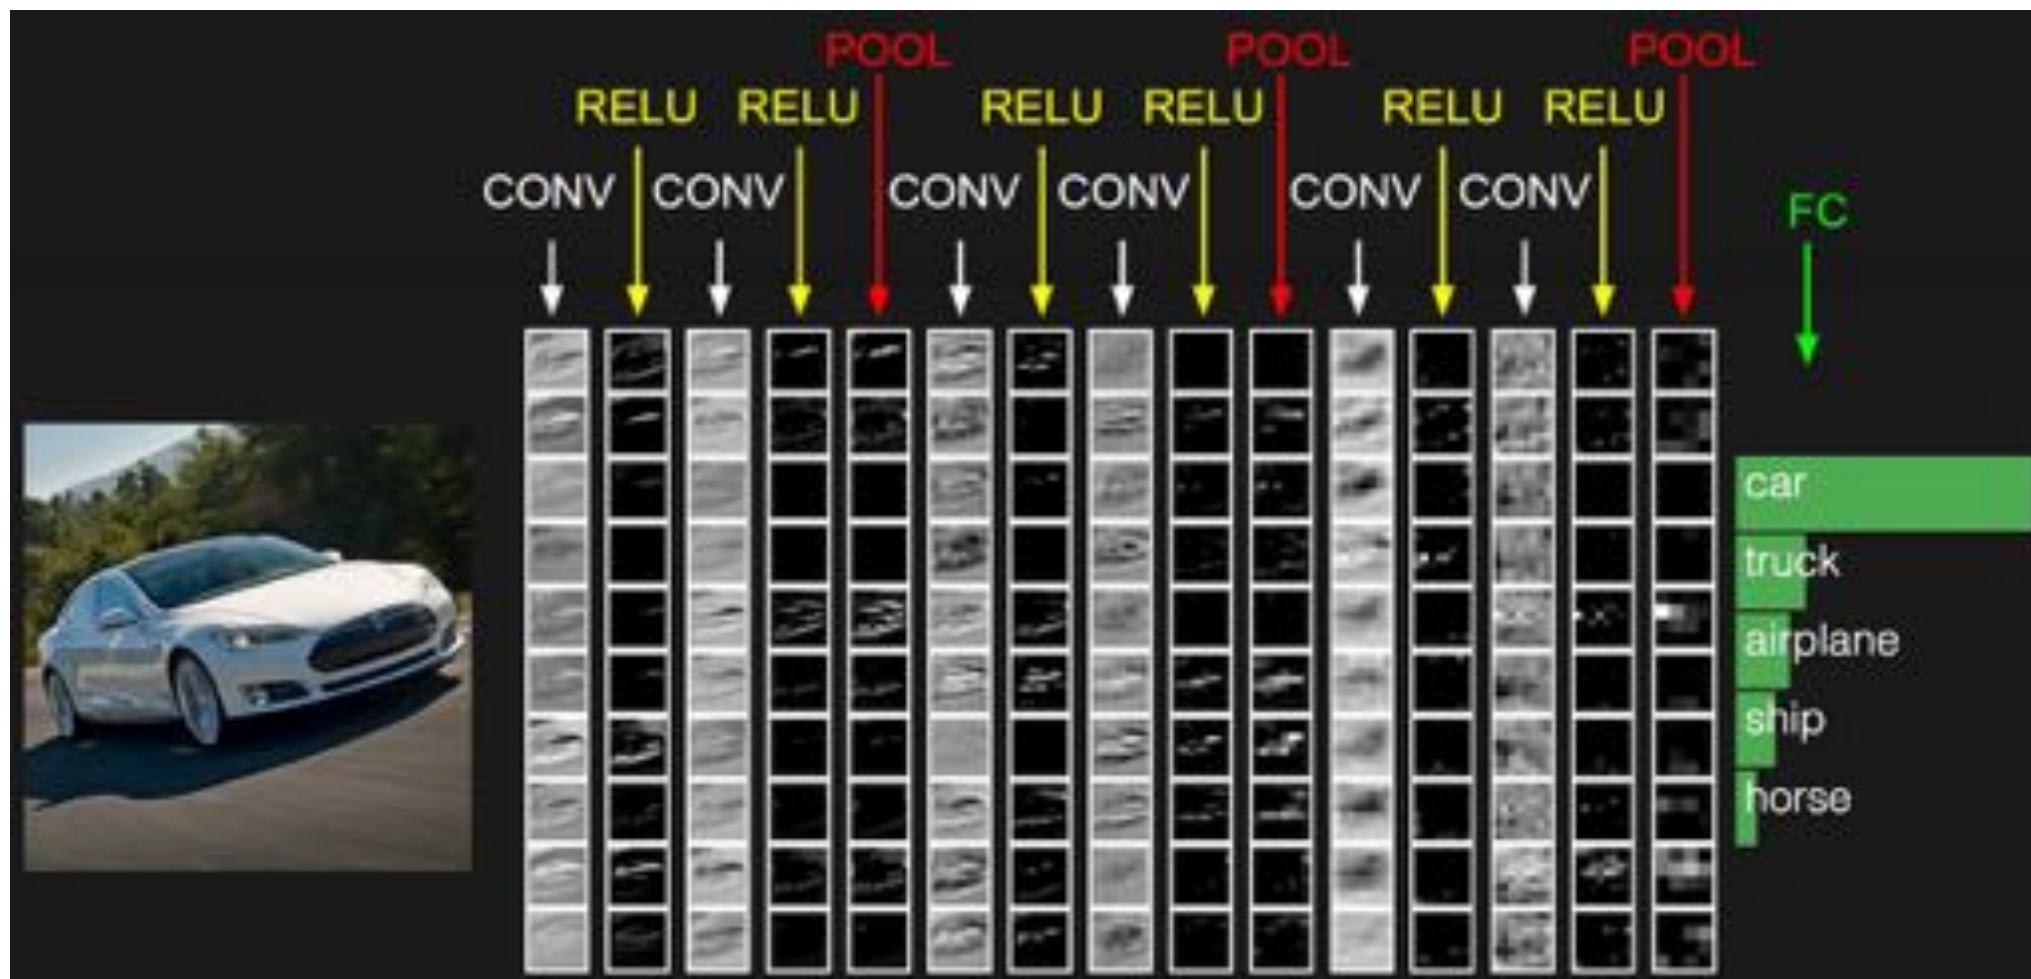 POOL POOL POOL
RELU RELU RELU RELU RELU RELU
CONV CONV CONV CONV CONV CONV
FC
car
truck
airplane
ship
horse